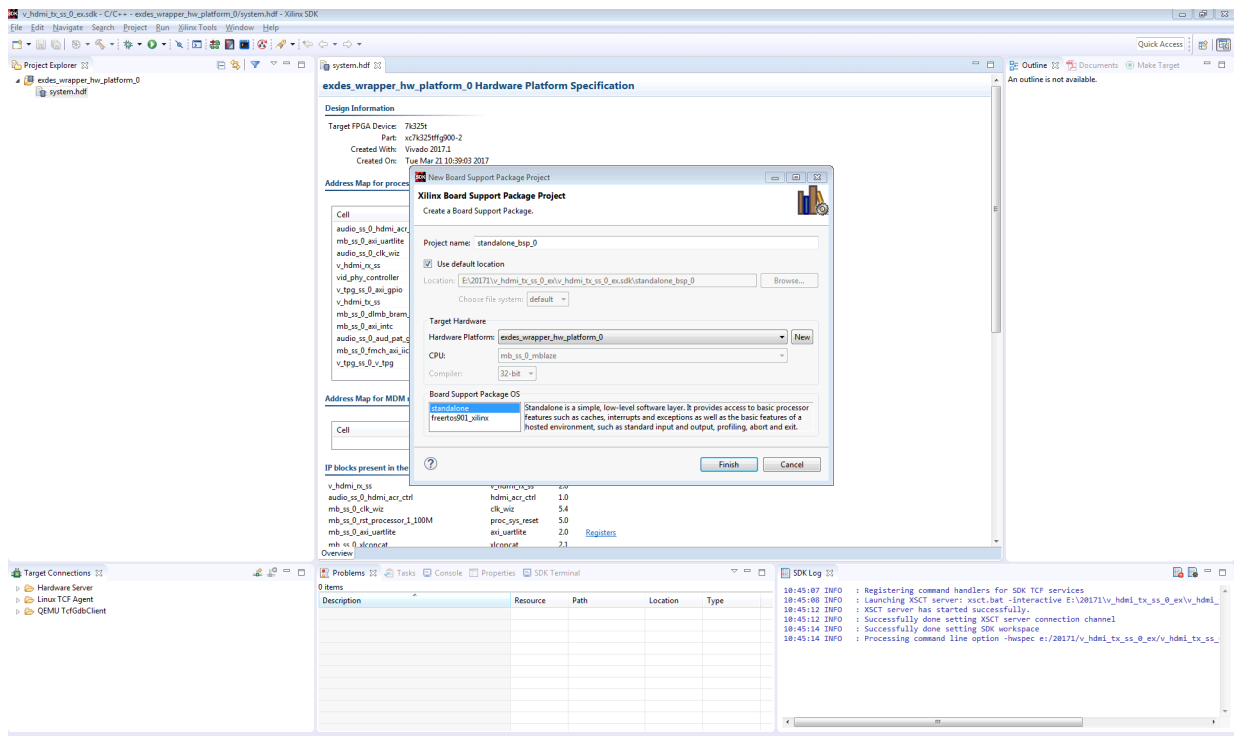 v_hdmi_tx_ss_0_ex.sdk - C/C++ - exdes_wrapper_hw_platform_0/system.hdf - Xilinx SDK
File Edit Navigate Search Project Run Xilinx Tools Window Help
Quick Access
Project Explorer
exdes_wrapper_hw_platform_0
system.hdf
system.hdf
exdes_wrapper_hw_platform_0 Hardware Platform Specification
Design Information
Target FPGA Device: 7k325t
Part: xc7k325tffg900-2
Created With: Vivado 2017.1
Created On: Tue Mar 21 10:39:03 2017
Address Map for proces
Cell
audio_ss_0_hdmi_acr_
mb_ss_0_axi_uartlite
audio_ss_0_clk_wiz
v_hdmi_rx_ss
vid_phy_controller
v_tpg_ss_0_axi_gpio
v_hdmi_tx_ss
mb_ss_0_dlmb_bram_
mb_ss_0_axi_intc
audio_ss_0_aud_pat_g
mb_ss_0_fmch_axi_iic
v_tpg_ss_0_v_tpg
Address Map for MDM
Cell
IP blocks present in the
v_hdmi_rx_ss v_hdmi_rx_ss 2.0
audio_ss_0_hdmi_acr_ctrl hdmi_acr_ctrl 1.0
mb_ss_0_clk_wiz clk_wiz 5.4
mb_ss_0_rst_processor_1_100M proc_sys_reset 5.0
mb_ss_0_axi_uartlite axi_uartlite 2.0 Registers
mb_ss_0_xlconcat xlconcat 2.1
Overview
SDK New Board Support Package Project
Xilinx Board Support Package Project
Create a Board Support Package.
Project name: standalone_bsp_0
Use default location
Location: E:\20171\v_hdmi_tx_ss_0_ex\v_hdmi_tx_ss_0_ex.sdk\standalone_bsp_0 Browse...
Choose file system: default
Target Hardware
Hardware Platform: exdes_wrapper_hw_platform_0 New
CPU: mb_ss_0_mblaze
Compiler: 32-bit
Board Support Package OS
standalone
freertos901_xilinx
Standalone is a simple, low-level software layer. It provides access to basic processor
features such as caches, interrupts and exceptions as well as the basic features of a
hosted environment, such as standard input and output, profiling, abort and exit.
Finish Cancel
Outline Documents Make Target
An outline is not available.
Target Connections
Hardware Server
Linux TCF Agent
QEMU TcfGdbClient
Problems Tasks Console Properties SDK Terminal
0 items
Description Resource Path Location Type
SDK Log
10:45:07 INFO : Registering command handlers for SDK TCF services
10:45:08 INFO : Launching XSCT server: xsct.bat -interactive E:\20171\v_hdmi_tx_ss_0_ex\v_hdmi_
10:45:12 INFO : XSCT server has started successfully.
10:45:12 INFO : Successfully done setting XSCT server connection channel
10:45:14 INFO : Successfully done setting SDK workspace
10:45:14 INFO : Processing command line option -hwspec e:/20171/v_hdmi_tx_ss_0_ex/v_hdmi_tx_ss_